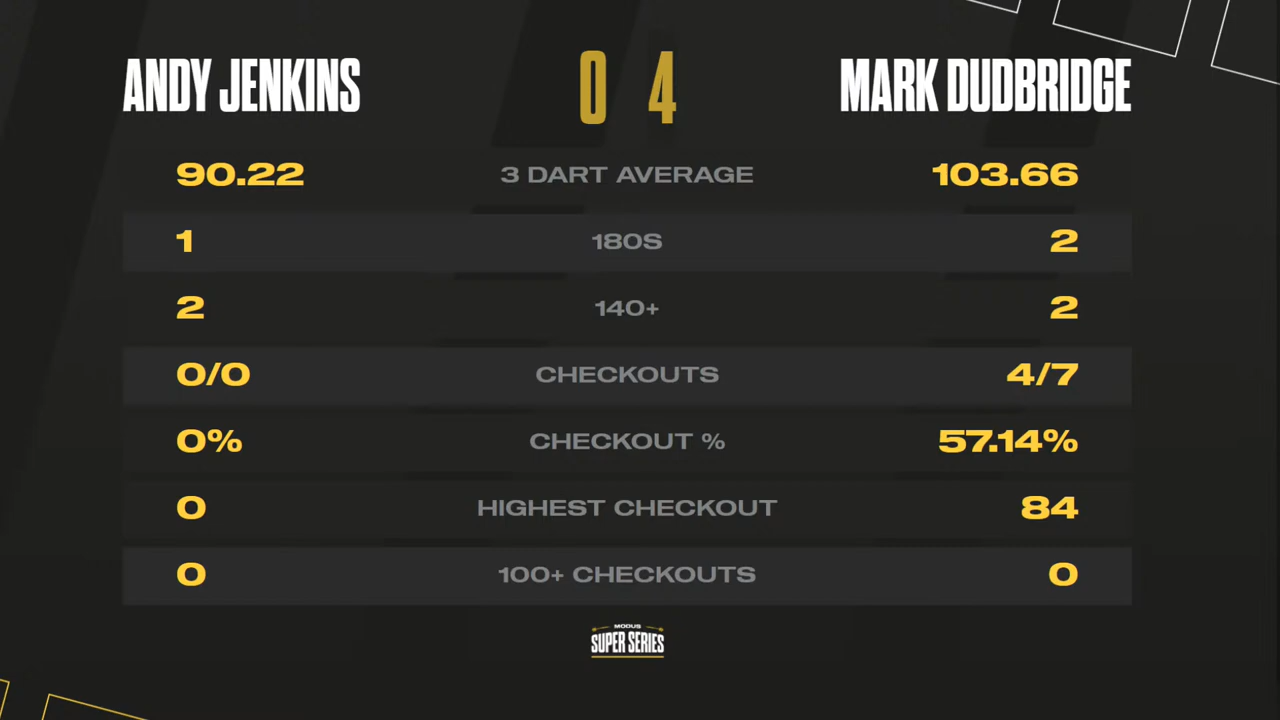 ANDY JENKINS 0 4 MARK DUDBRIDGE
90.22 3 DART AVERAGE 103.66
1 180S 2
2 140+ 2
0/0 CHECKOUTS 4/7
0% CHECKOUT % 57.14%
0 HIGHEST CHECKOUT 84
0 100+ CHECKOUTS 0
MODUS
SUPER SERIES